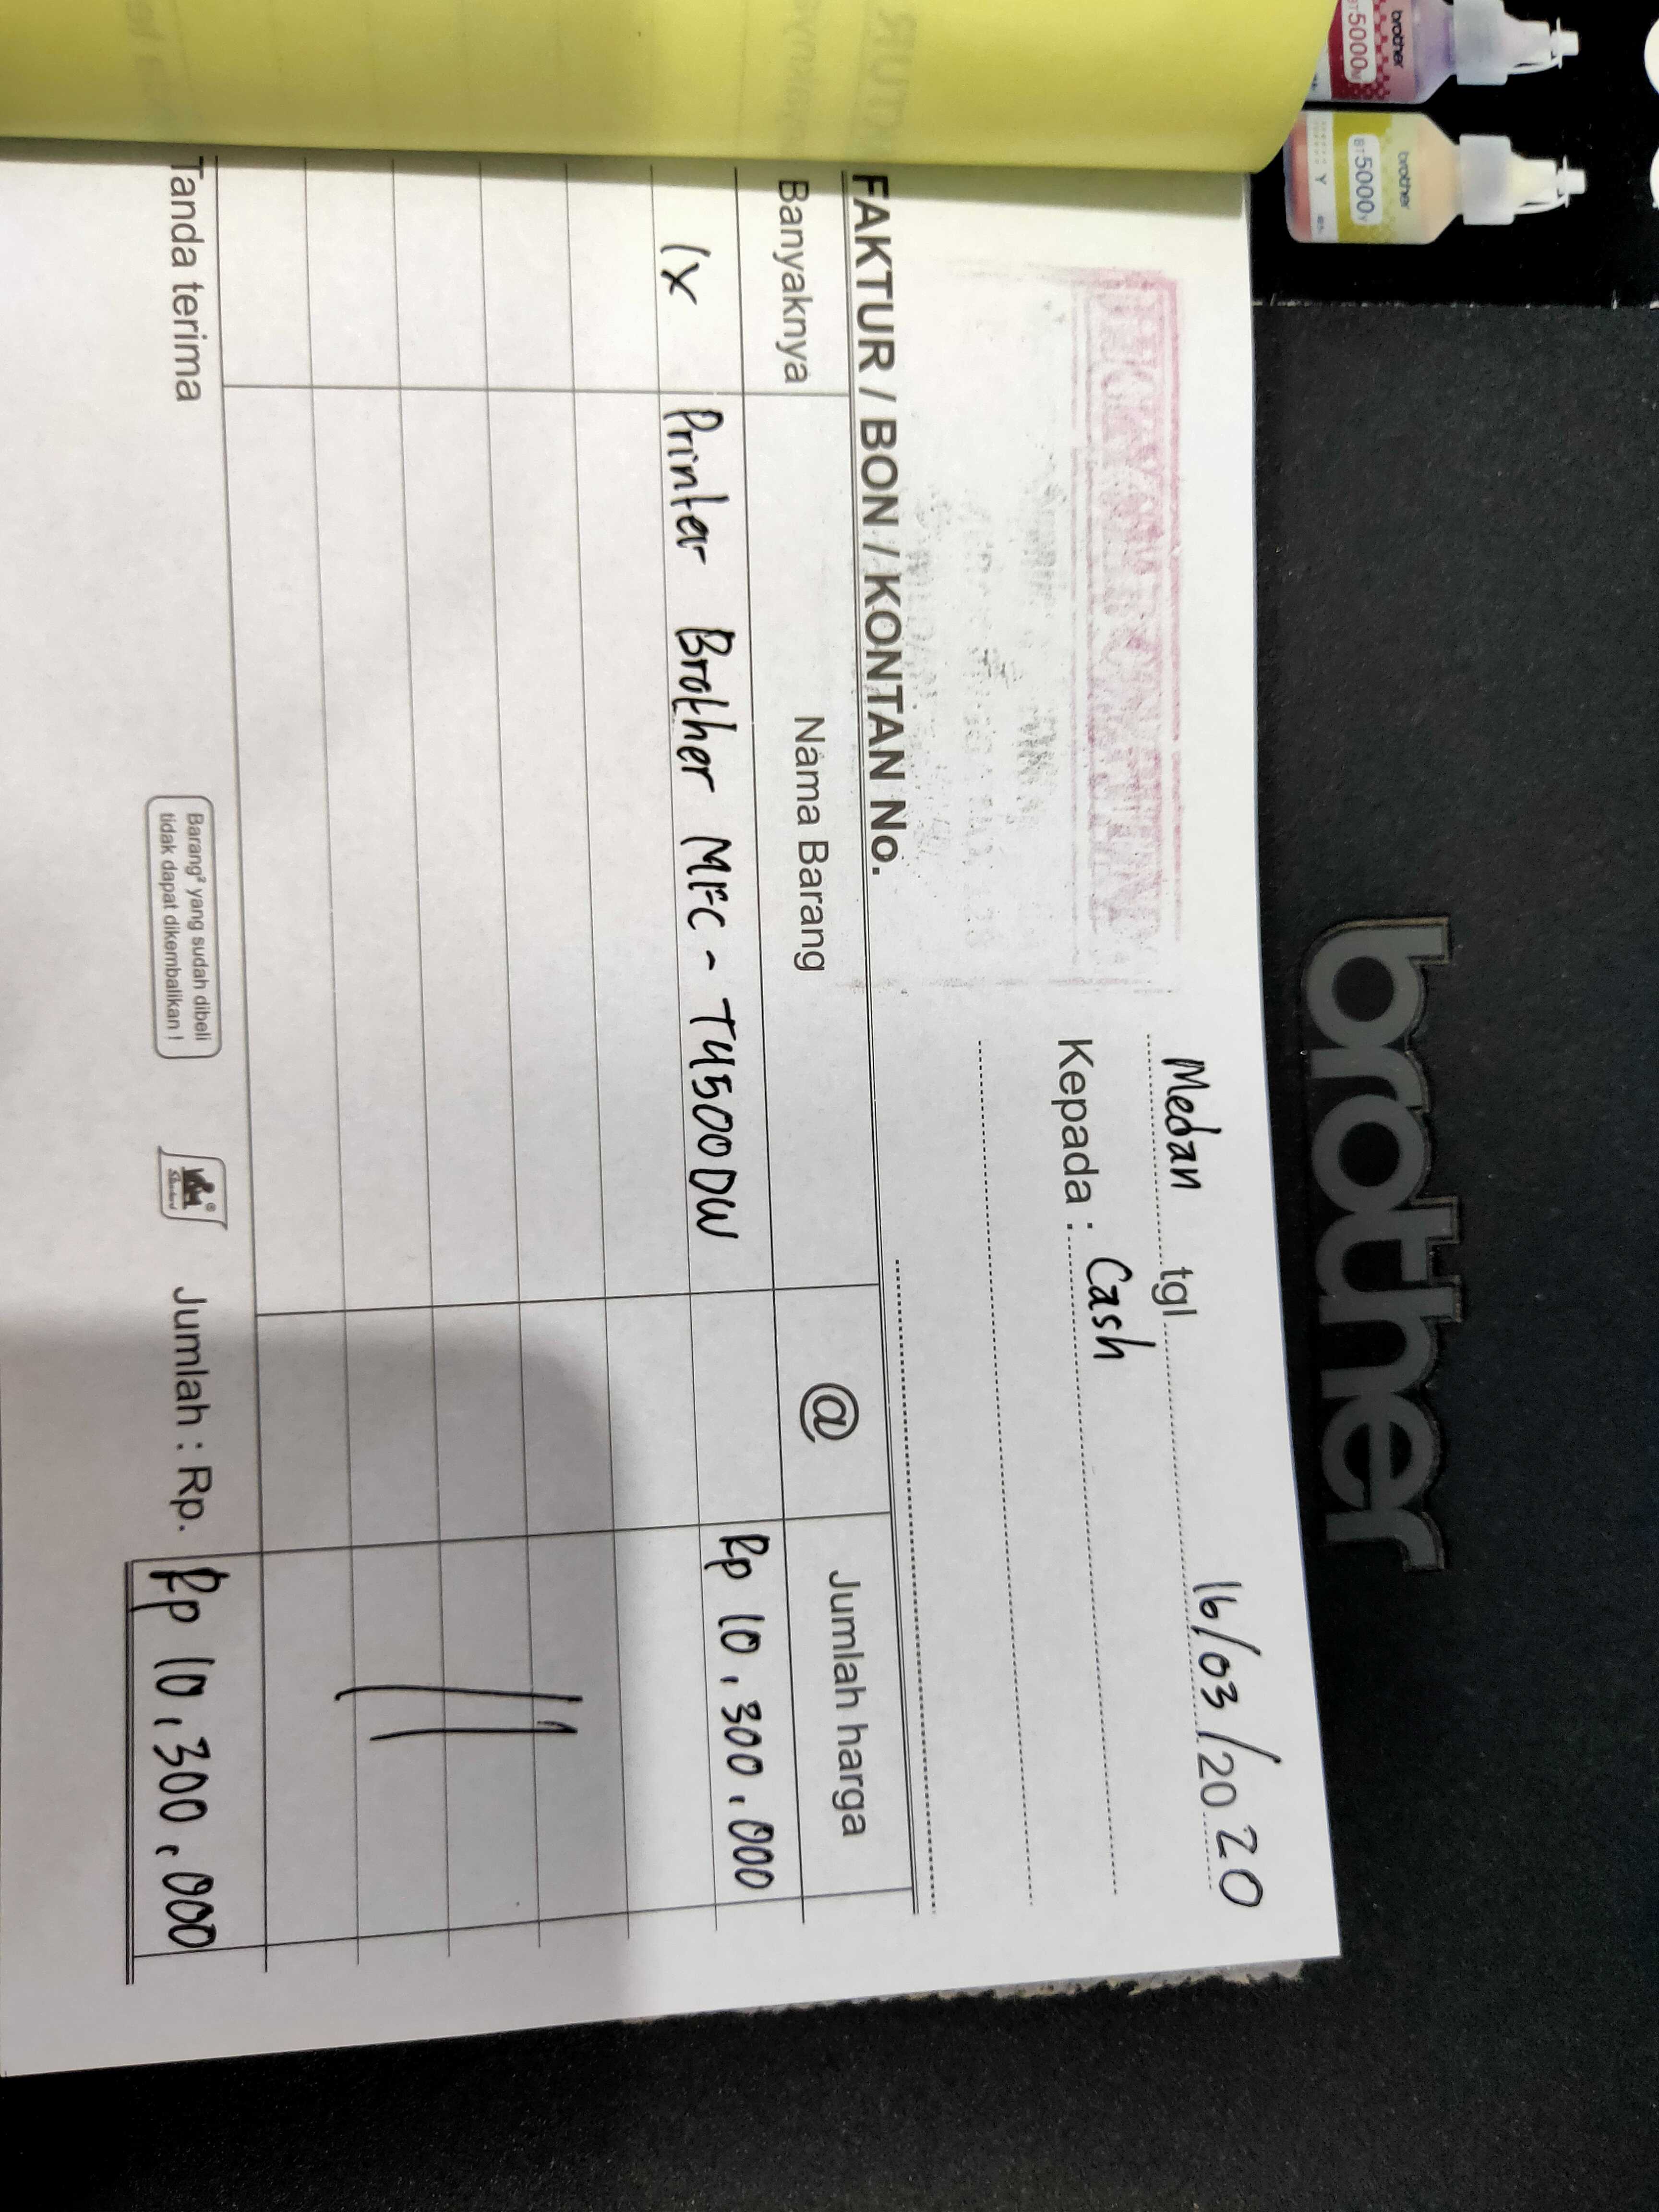 brother
BT5000M
brother
BT5000Y
Y
brother
Medan tgl 16/03/2020
Kepada : Cash
FAKTUR / BON / KONTAN No.
Banyaknya Nama Barang @ Jumlah harga
1x Printer Brother MFC - T4500DW Rp 10.300.000
Tanda terima
Barang² yang sudah dibeli
tidak dapat dikembalikan !
Jumlah : Rp. Rp 10.300.000